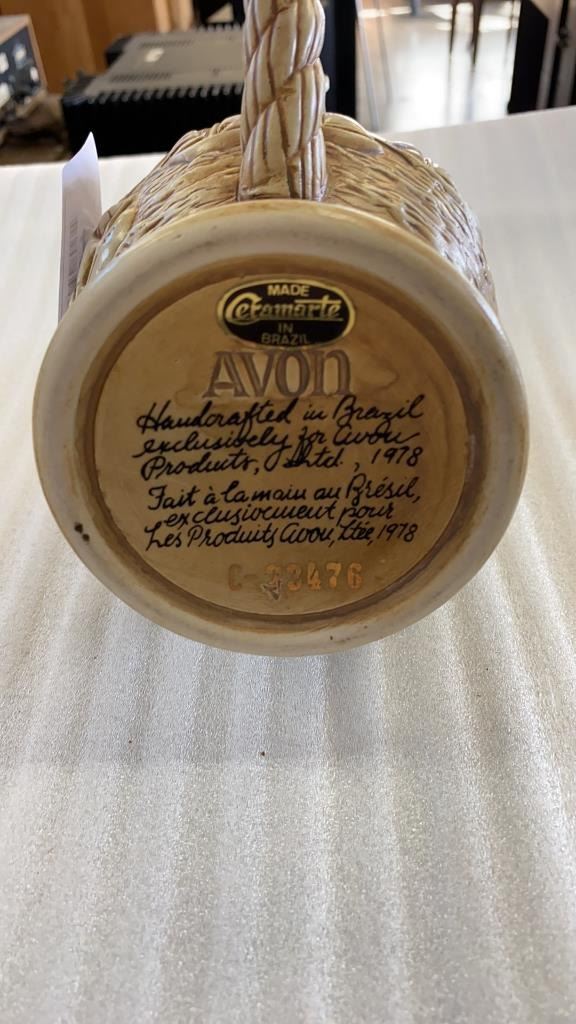 MADE
Ceramarte
IN
BRAZIL
AVON
Handcrafted in Brazil
exclusively for Avon
Products, Ltd., 1978
Fait à la main au Brésil,
exclusivement pour
Les Produits Avon, Ltée, 1978
3476